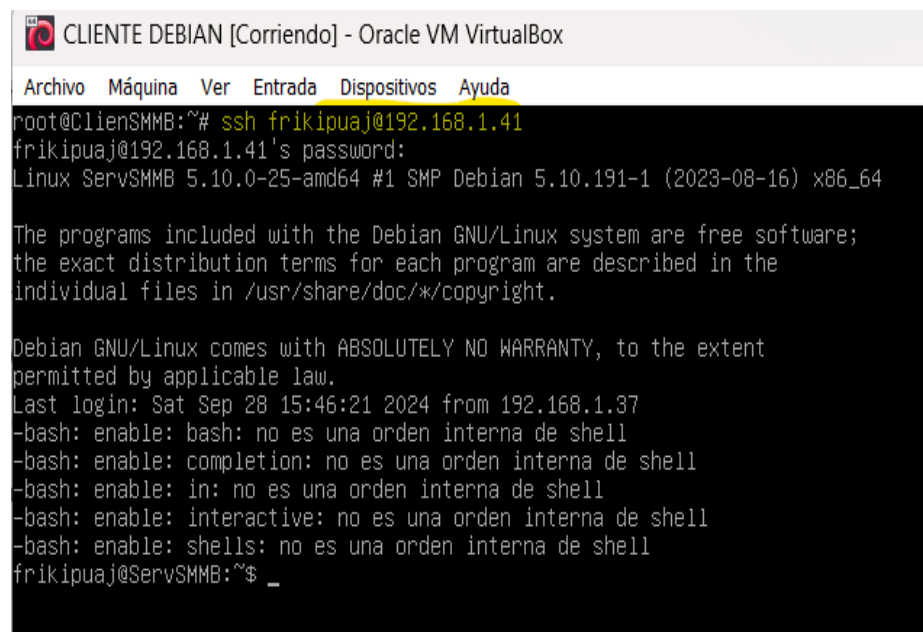 CLIENTE DEBIAN [Corriendo] - Oracle VM VirtualBox
Archivo Máquina Ver Entrada Dispositivos Ayuda
root@ClienSMMB:~# ssh frikipuaj@192.168.1.41
frikipuaj@192.168.1.41's password:
Linux ServSMMB 5.10.0-25-amd64 #1 SMP Debian 5.10.191-1 (2023-08-16) x86_64
The programs included with the Debian GNU/Linux system are free software;
the exact distribution terms for each program are described in the
individual files in /usr/share/doc/*/copyright.
Debian GNU/Linux comes with ABSOLUTELY NO WARRANTY, to the extent
permitted by applicable law.
Last login: Sat Sep 28 15:46:21 2024 from 192.168.1.37
-bash: enable: bash: no es una orden interna de shell
-bash: enable: completion: no es una orden interna de shell
-bash: enable: in: no es una orden interna de shell
-bash: enable: interactive: no es una orden interna de shell
-bash: enable: shells: no es una orden interna de shell
frikipuaj@ServSMMB:~$ _